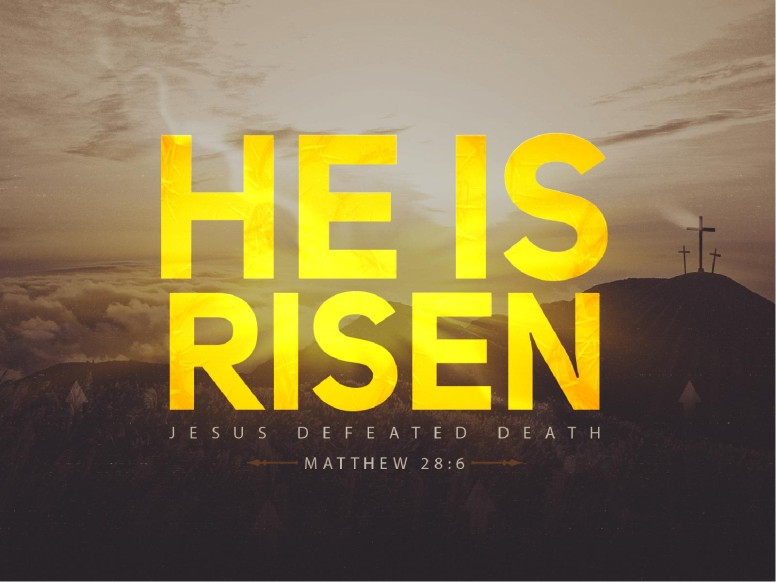 HE IS
RISEN
JESUS DEFEATED DEATH
MATTHEW 28:6